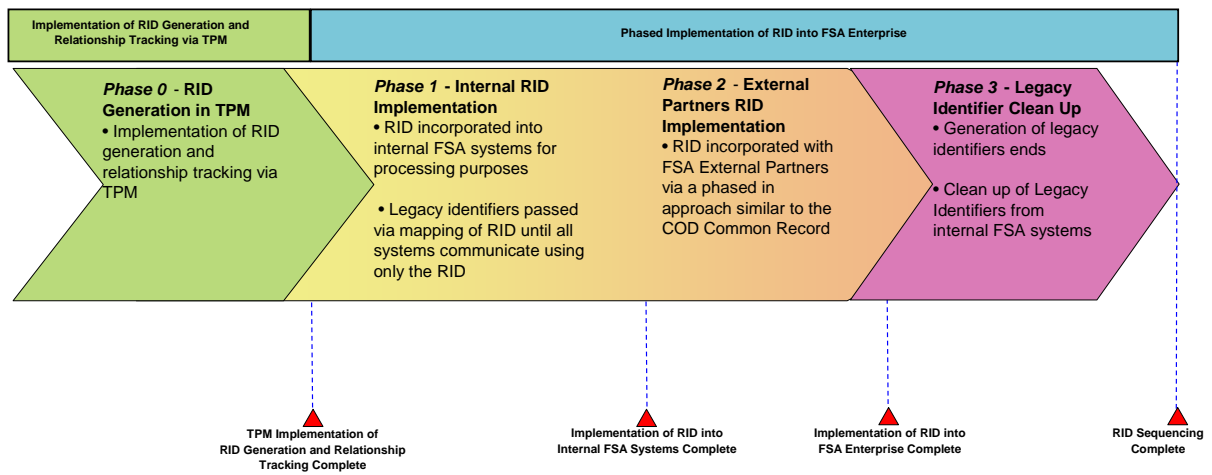 Implementation of RID Generation and
Relationship Tracking via TPM
Phased Implementation of RID into FSA Enterprise
Phase 0 - RID
Generation in TPM
• Implementation of RID
generation and
relationship tracking via
TPM
Phase 1 - Internal RID
Implementation
• RID incorporated into
internal FSA systems for
processing purposes
• Legacy identifiers passed
via mapping of RID until all
systems communicate using
only the RID
Phase 2 - External
Partners RID
Implementation
• RID incorporated with
FSA External Partners
via a phased in
approach similar to the
COD Common Record
Phase 3 - Legacy
Identifier Clean Up
• Generation of legacy
identifiers ends
• Clean up of Legacy
Identifiers from
internal FSA systems
TPM Implementation of
RID Generation and Relationship
Tracking Complete
Implementation of RID into
Internal FSA Systems Complete
Implementation of RID into
FSA Enterprise Complete
RID Sequencing
Complete